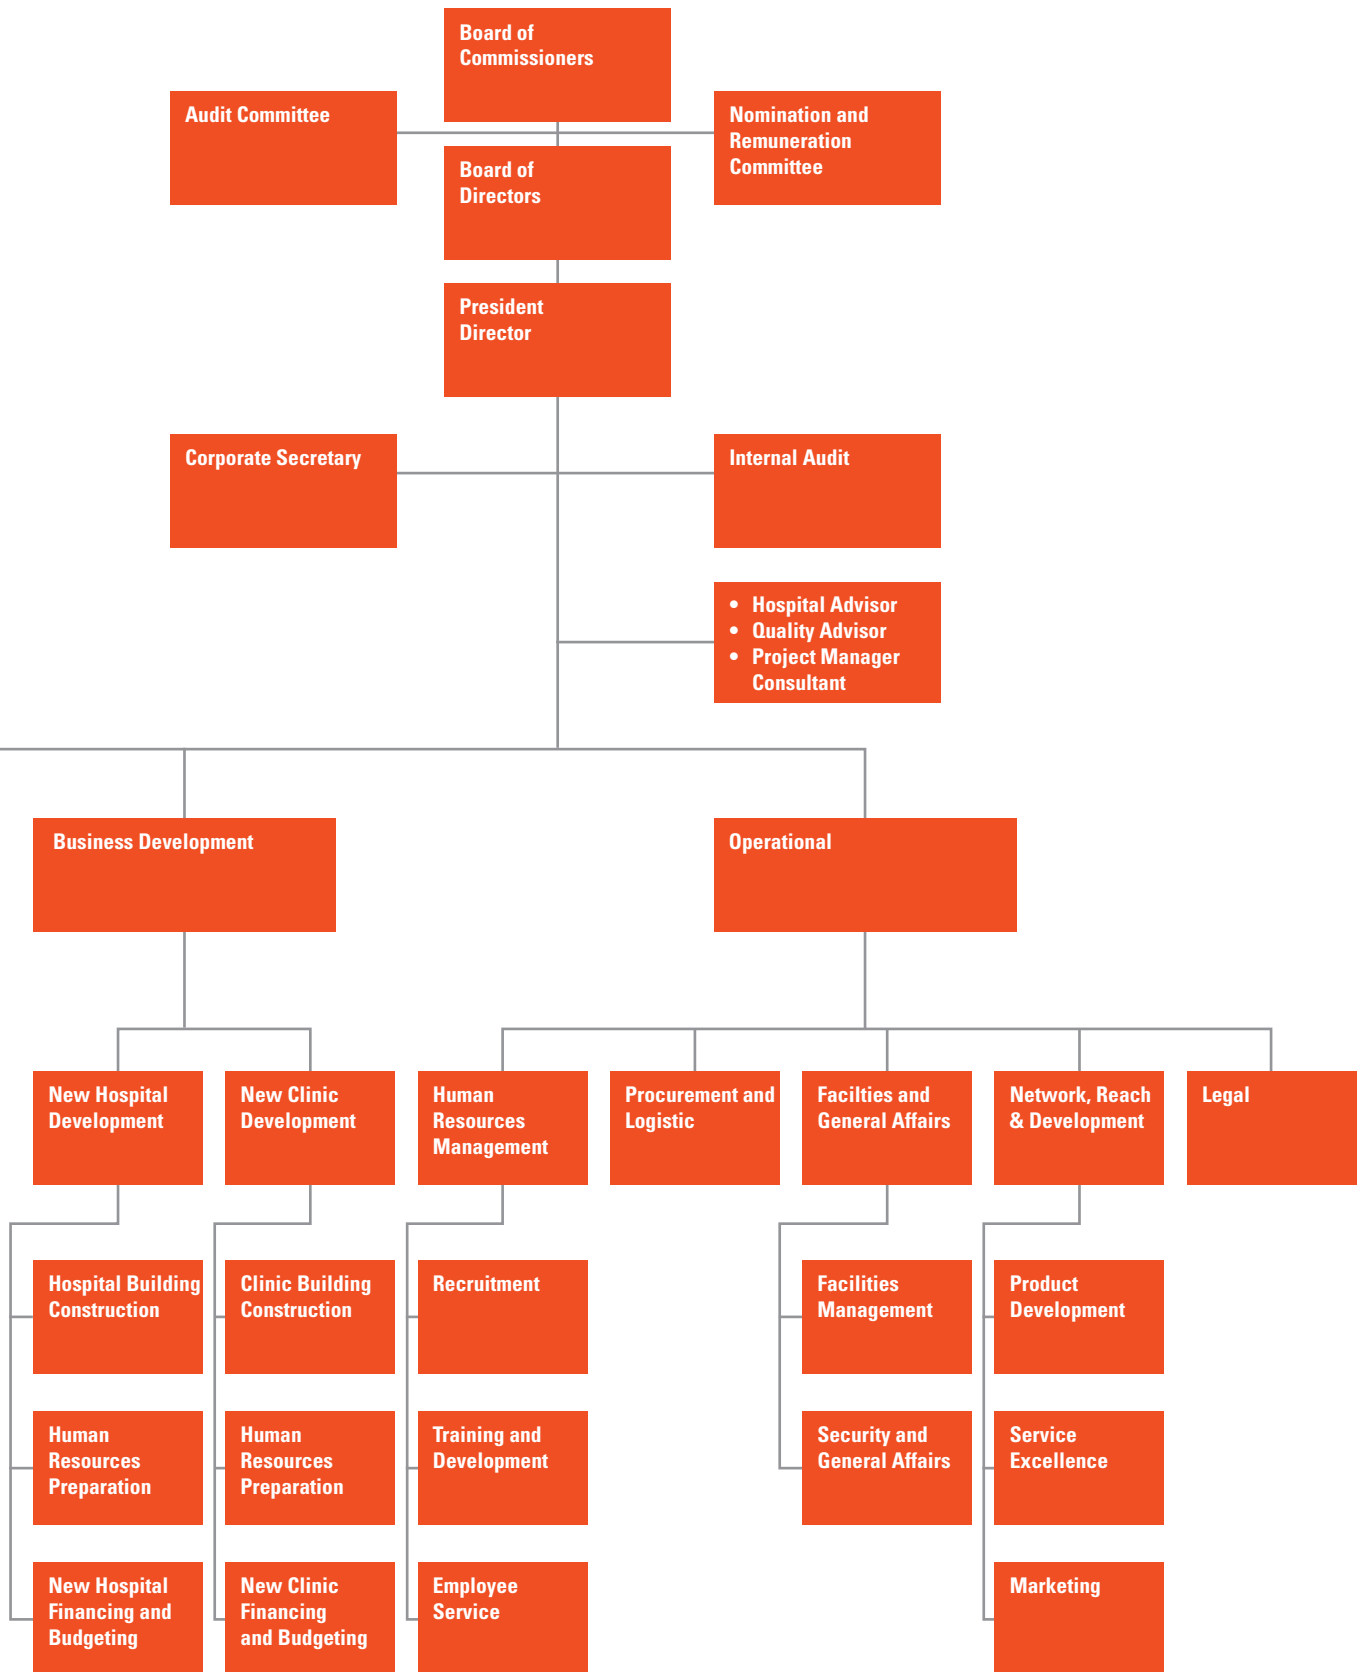 Board of
Commissioners
Audit Committee
Nomination and
Remuneration
Committee
Board of
Directors
President
Director
Corporate Secretary
Internal Audit
• Hospital Advisor
• Quality Advisor
• Project Manager
Consultant
Business Development
Operational
New Hospital
Development
New Clinic
Development
Human
Resources
Management
Procurement and
Logistic
Facilties and
General Affairs
Network, Reach
& Development
Legal
Hospital Building
Construction
Clinic Building
Construction
Recruitment
Facilities
Management
Product
Development
Human
Resources
Preparation
Human
Resources
Preparation
Training and
Development
Security and
General Affairs
Service
Excellence
New Hospital
Financing and
Budgeting
New Clinic
Financing
and Budgeting
Employee
Service
Marketing